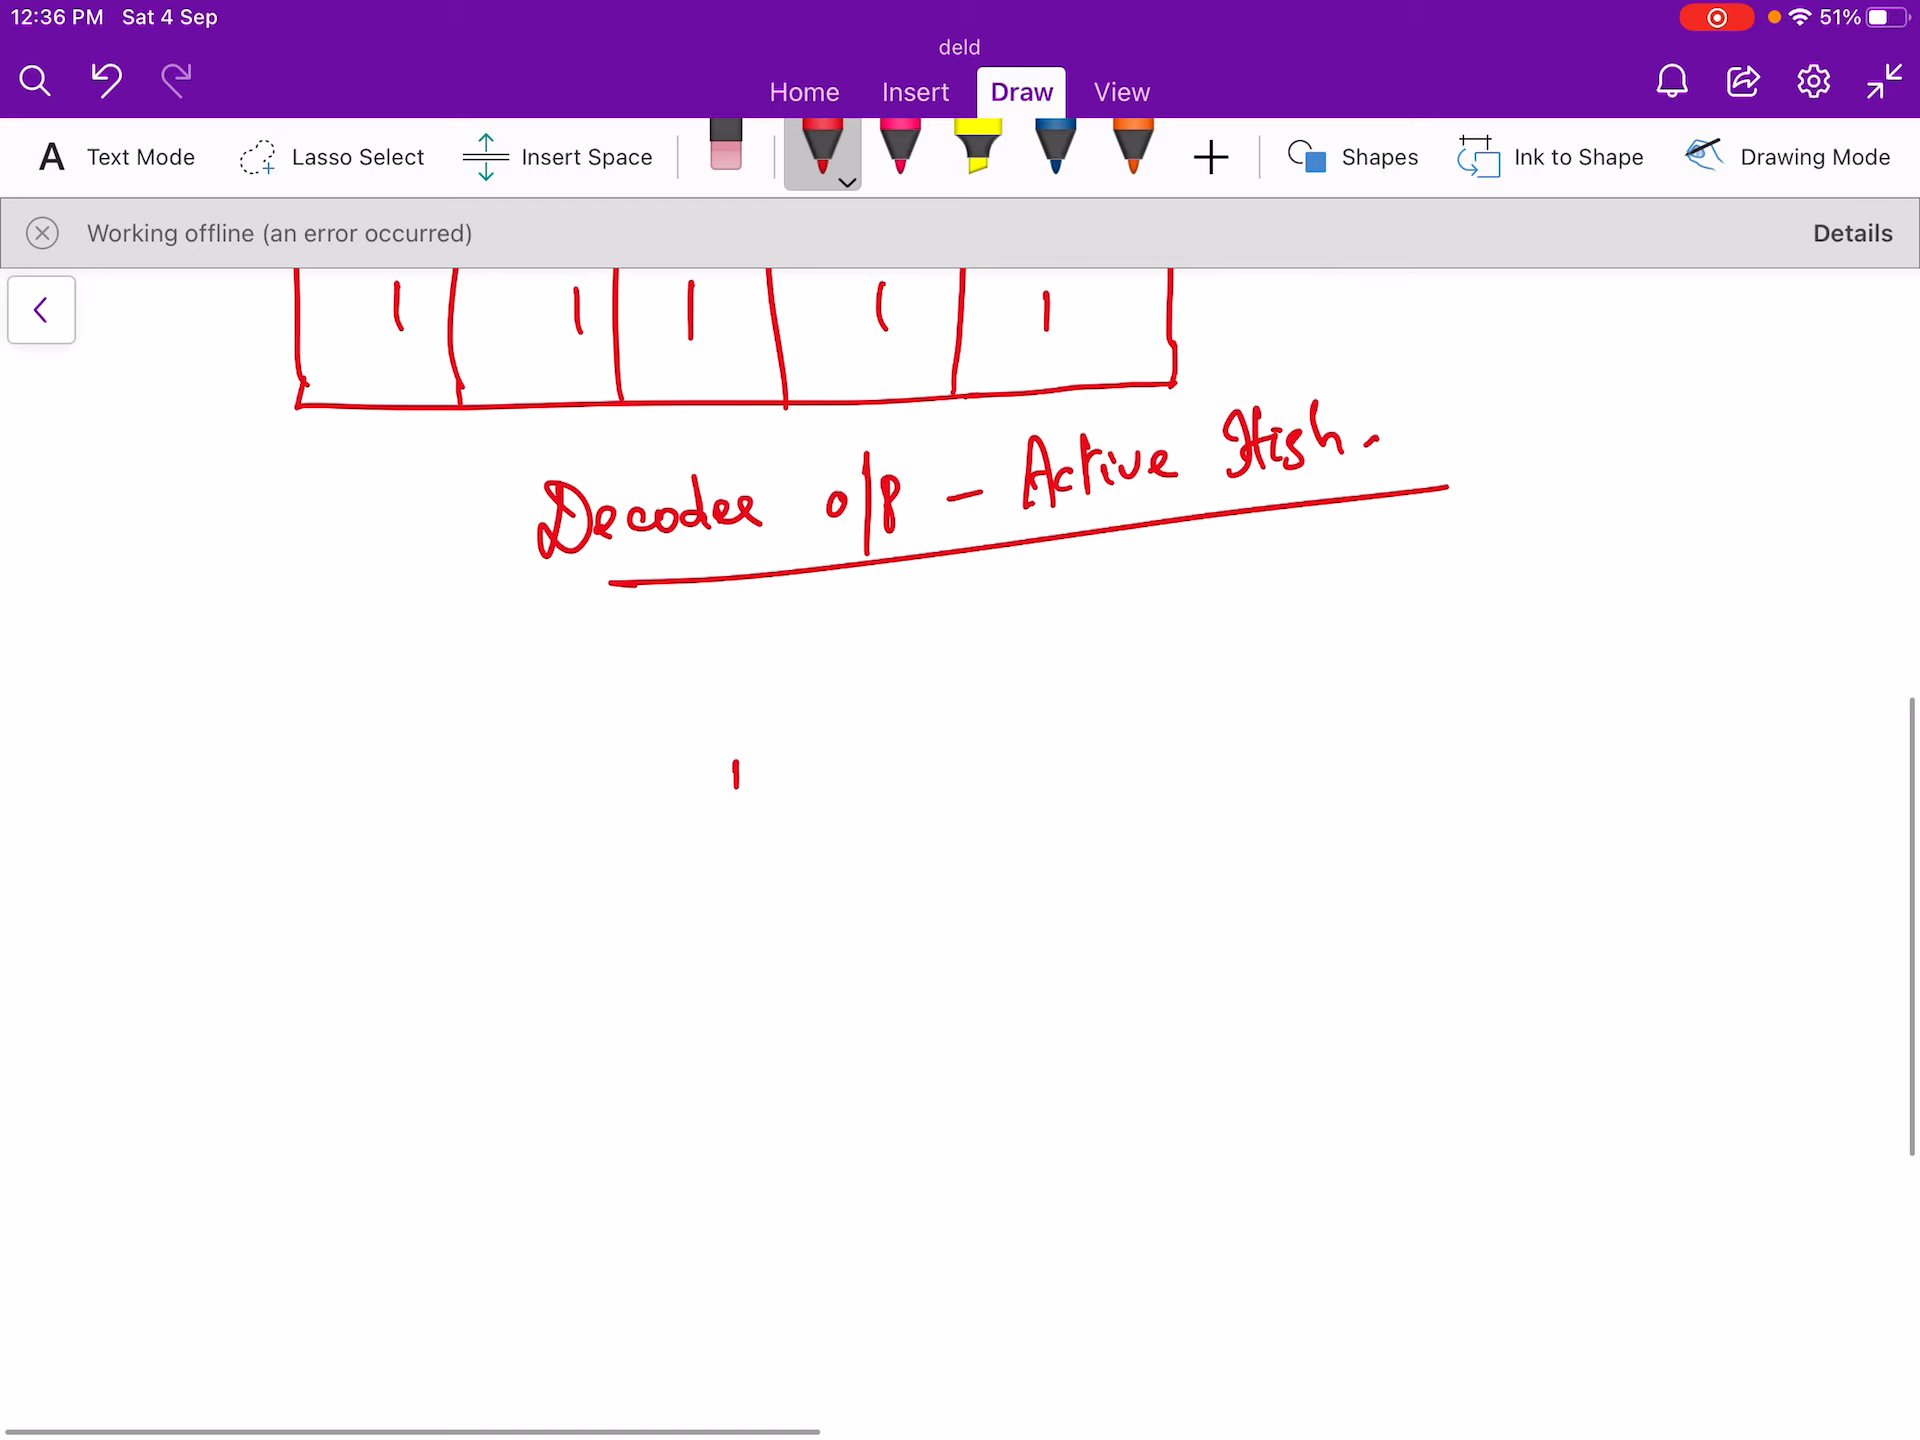 12:36 PM Sat 4 Sep 51%
deld
Home Insert Draw View
A Text Mode Lasso Select Insert Space Shapes Ink to Shape Drawing Mode
Working offline (an error occurred) Details
1 1 1 1 1
Decoder o/p - Active High.
1